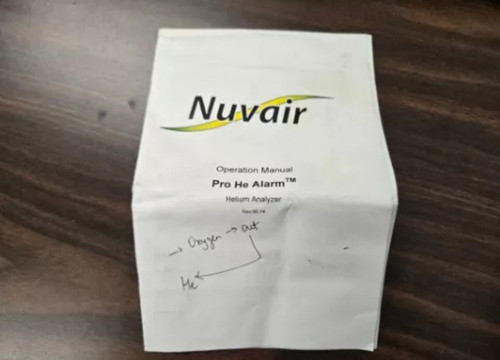 Nuvair
Operation Manual
Pro He Alarm™
Helium Analyzer
→ Oxygen → out
He